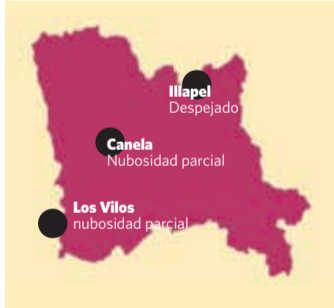 Illapel
Despejado
Canela
Nubosidad parcial
Los Vilos
nubosidad parcial